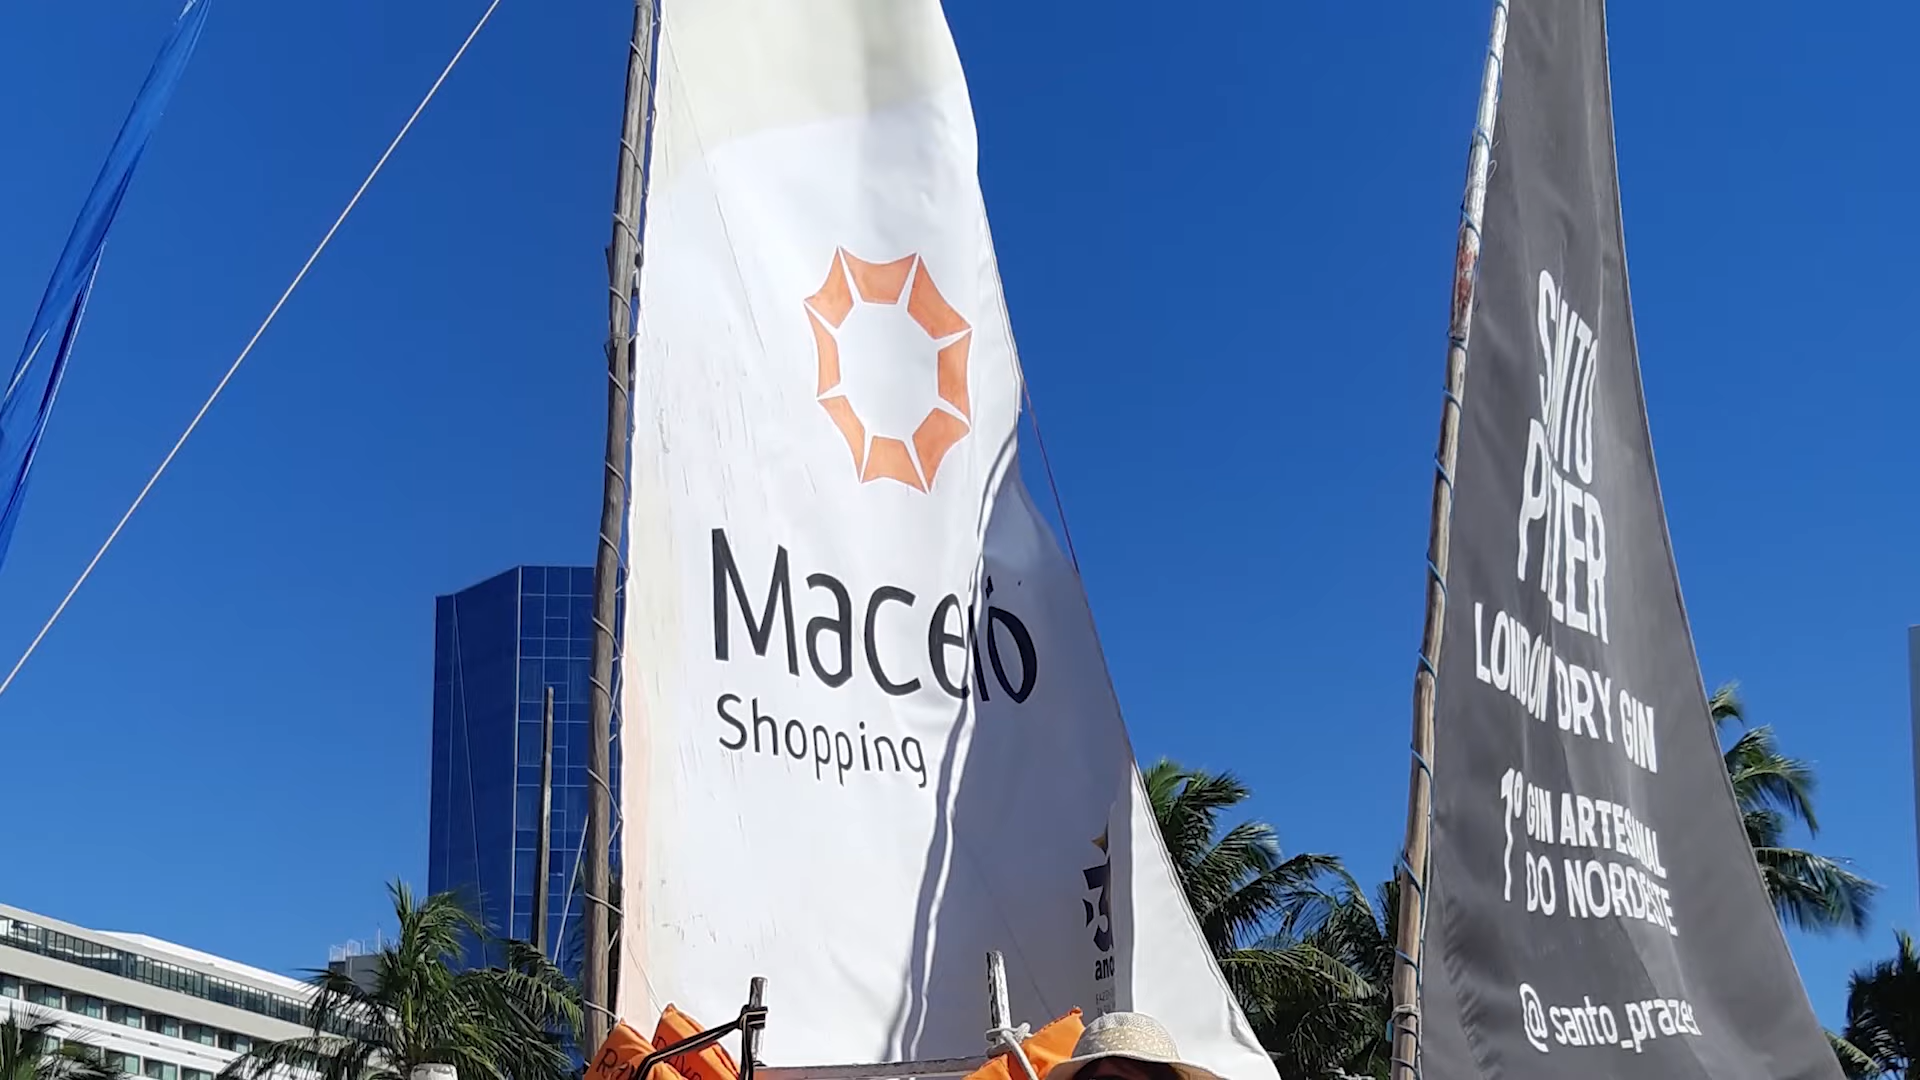 Maceió
Shopping
SANTO
PRAZER
LONDON DRY GIN
1º GIN ARTESANAL
DO NORDESTE
@santo_prazer